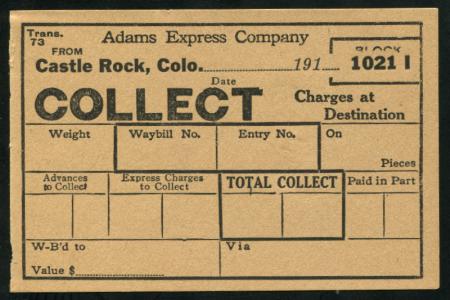 Trans. 73
Adams Express Company
BLOCK
FROM
Castle Rock, Colo. 191
1021 I
Date
COLLECT
Charges at Destination
Weight
Waybill No.
Entry No.
On
Pieces
Advances to Collect
Express Charges to Collect
TOTAL COLLECT
Paid in Part
W-B'd to
Via
Value $